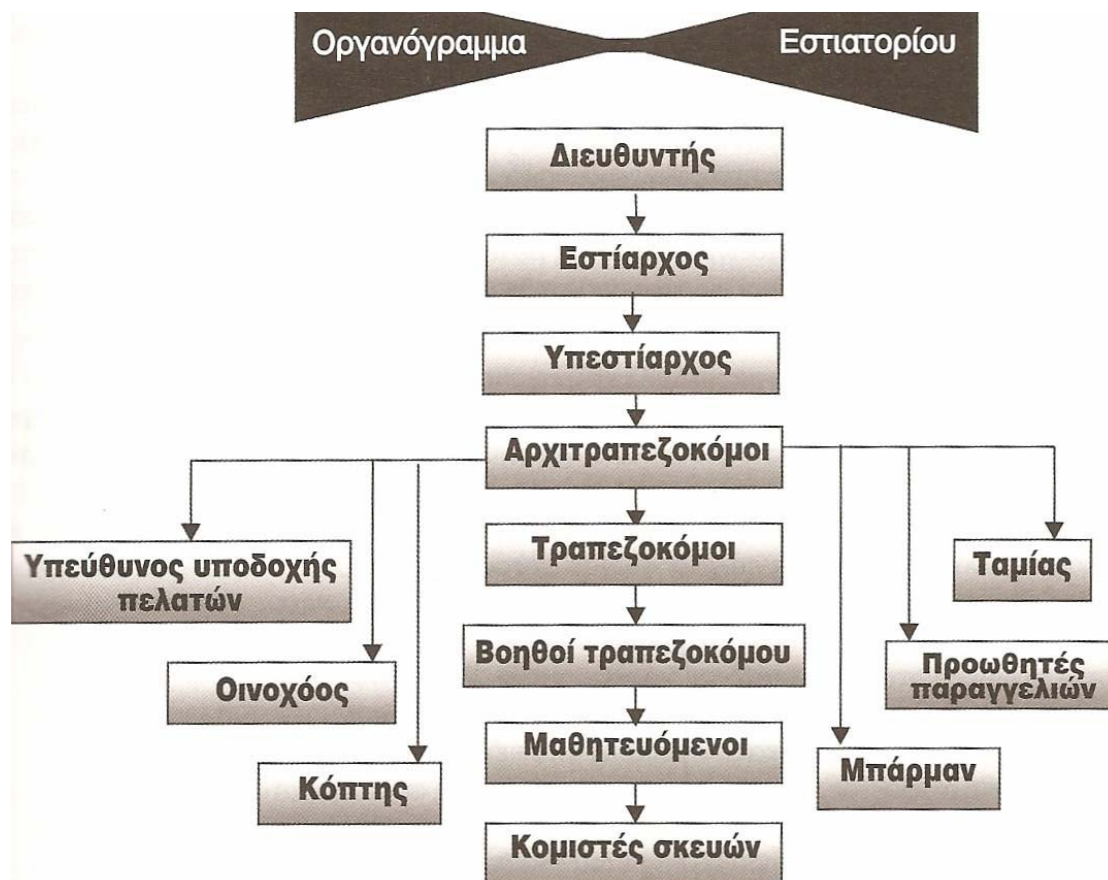 Οργανόγραμμα Εστιατορίου
Διευθυντής
Εστίαρχος
Υπεστίαρχος
Αρχιτραπεζοκόμοι
Υπεύθυνος υποδοχής
πελατών
Οινοχόος
Κόπτης
Τραπεζοκόμοι
Βοηθοί τραπεζοκόμου
Μαθητευόμενοι
Κομιστές σκευών
Ταμίας
Προωθητές
παραγγελιών
Μπάρμαν